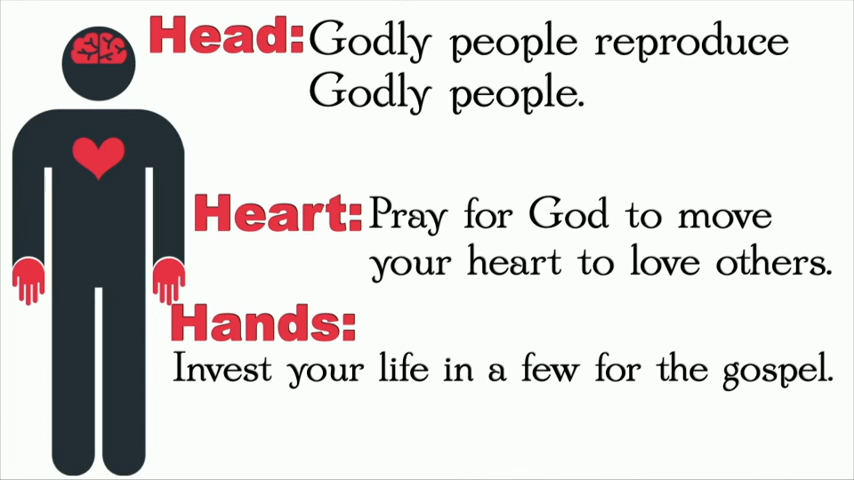 Head: Godly people reproduce
Godly people.
Heart: Pray for God to move
your heart to love others.
Hands:
Invest your life in a few for the gospel.